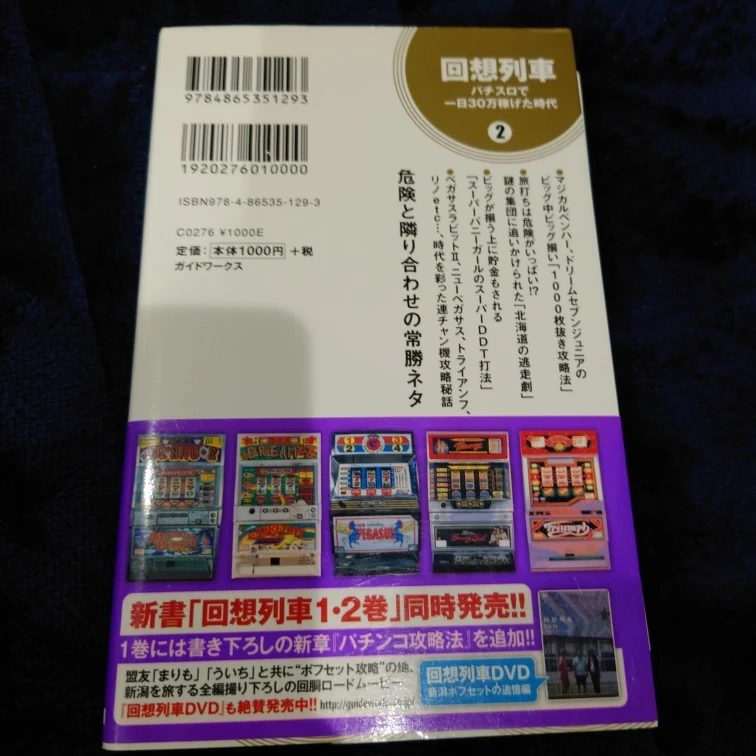 9784865351293
1920276010000
ISBN978-4-86535-129-3
C0276 ¥1000E
定価:本体1000円+税
ガイドワークス
回想列車
パチスロで
一日30万稼げた時代
2
●マジカルベンハー、ドリームセブンジュニアの
ビッグ中ビッグ揃い「1000枚抜き攻略法」
●旅打ちは危険がいっぱい!?
謎の集団に追いかけられた「北海道の逃走劇」
●ビッグが揃う上に貯金もされる
「スーパーバニーガールのスーパーDDT打法」
●ペガサスラビットⅡ、ニューペガサス、トライアンフ、
リノetc…、時代を彩った連チャン機攻略秘話
危険と隣り合わせの常勝ネタ
1 2 3 4
PEGASUS
Triumph
新書「回想列車1・2巻」同時発売!!
1巻には書き下ろしの新章『パチンコ攻略法』を追加!!
盟友「まりも」「ういち」と共に“ポフセット攻略”の地、
新潟を旅する全編撮り下ろしの回胴ロードムービー
『回想列車DVD』も絶賛発売中!!
回想列車DVD
新潟ポフセットの追憶編